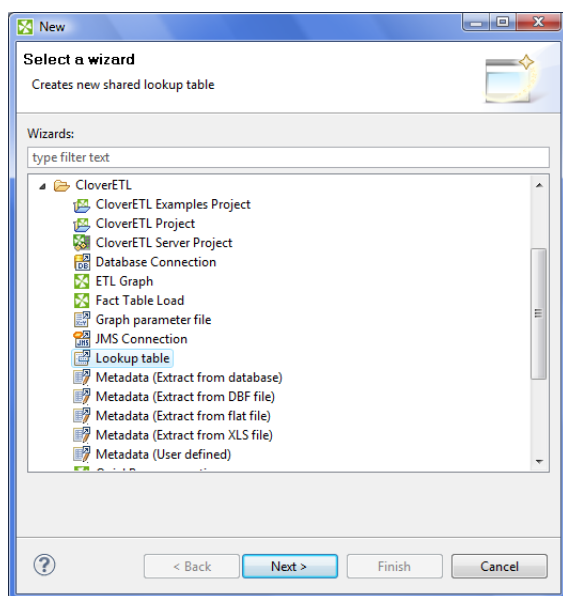 New
Select a wizard
Creates new shared lookup table
Wizards:
type filter text
CloverETL
CloverETL Examples Project
CloverETL Project
CloverETL Server Project
Database Connection
ETL Graph
Fact Table Load
Graph parameter file
JMS Connection
Lookup table
Metadata (Extract from database)
Metadata (Extract from DBF file)
Metadata (Extract from flat file)
Metadata (Extract from XLS file)
Metadata (User defined)
< Back Next > Finish Cancel